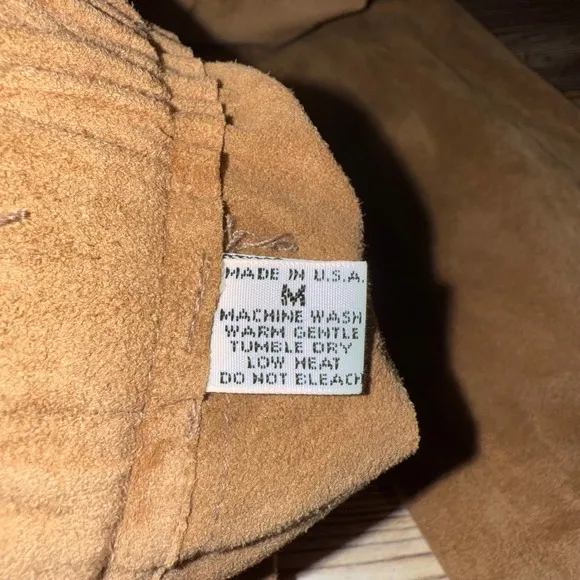 MADE IN U.S.A.
M
MACHINE WASH
WARM GENTLE
TUMBLE DRY
LOW HEAT
DO NOT BLEACH